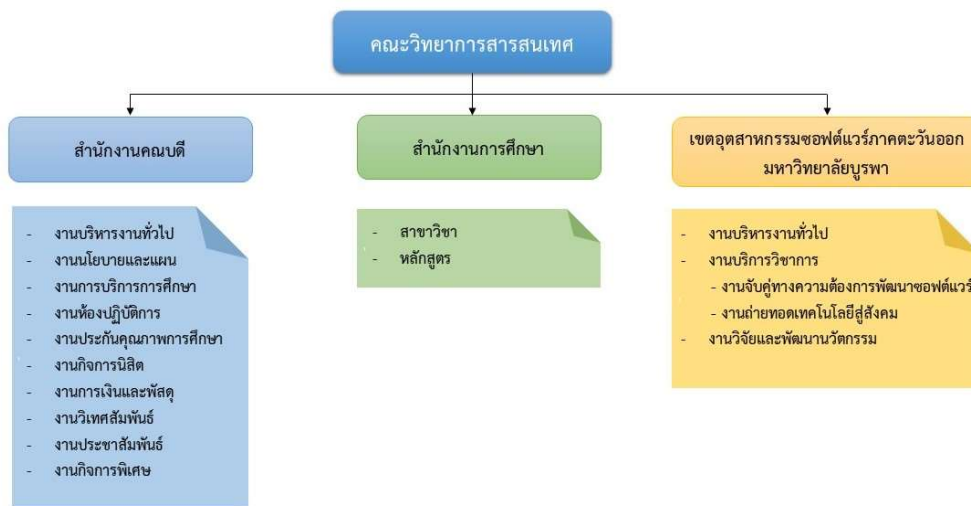 คณะวิทยาการสารสนเทศ
สำนักงานคณบดี
สำนักงานการศึกษา
เขตอุตสาหกรรมซอฟต์แวร์ภาคตะวันออก
มหาวิทยาลัยบูรพา
- งานบริหารงานทั่วไป
- งานนโยบายและแผน
- งานการบริการการศึกษา
- งานห้องปฏิบัติการ
- งานประกันคุณภาพการศึกษา
- งานกิจการนิสิต
- งานการเงินและพัสดุ
- งานวิเทศสัมพันธ์
- งานประชาสัมพันธ์
- งานกิจการพิเศษ
- สาขาวิชา
- หลักสูตร
- งานบริหารงานทั่วไป
- งานบริการวิชาการ
- งานจับคู่ทางความต้องการพัฒนาซอฟต์แวร์
- งานถ่ายทอดเทคโนโลยีสู่สังคม
- งานวิจัยและพัฒนานวัตกรรม